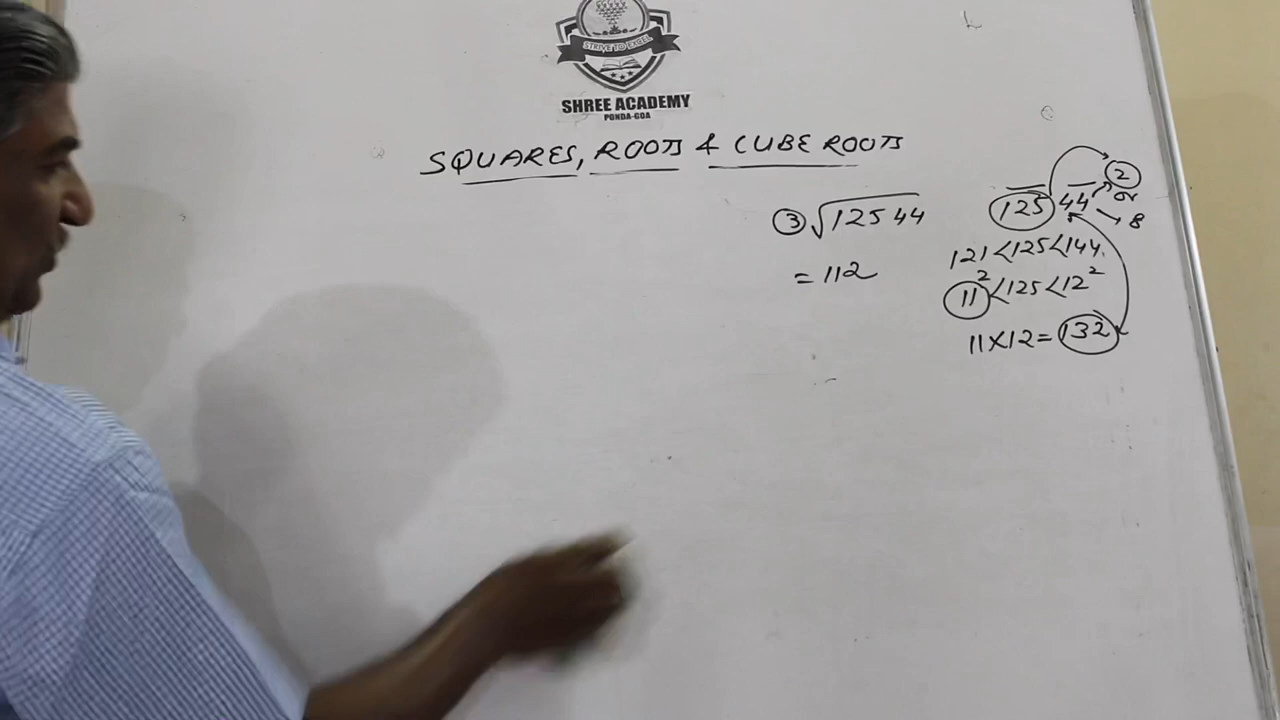 STRIVE TO EXCEL
SHREE ACADEMY
PONDA-GOA
SQUARES, ROOTS & CUBE ROOTS
③ √12544
= 112
125 44
2
or
8
121<125<144
11²<125<12²
11×12=132